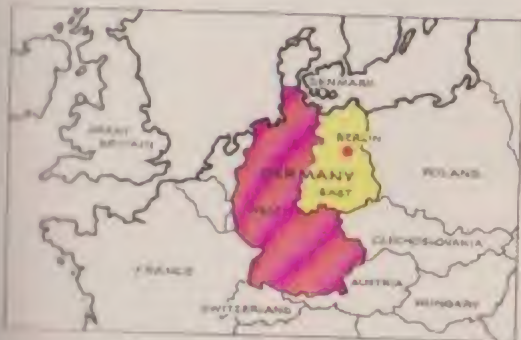 DENMARK
GREAT
BRITAIN
BERLIN
GERMANY
EAST
WEST
POLAND
CZECHOSLOVAKIA
FRANCE
AUSTRIA
SWITZERLAND
HUNGARY